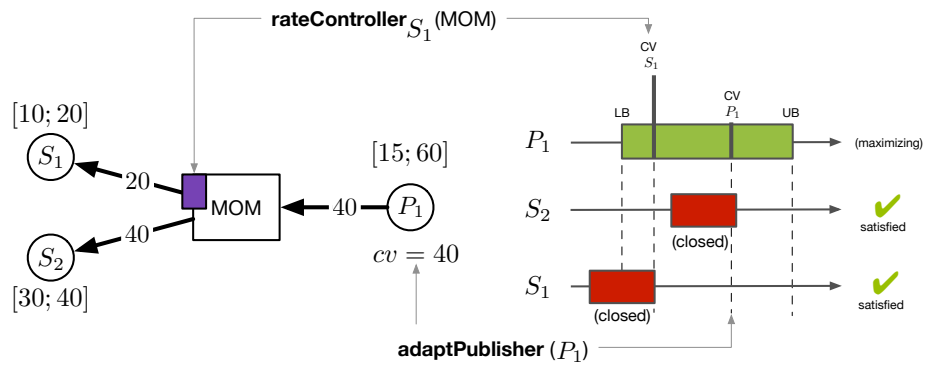 rateController S₁ (MOM)
CV
S₁
CV
P₁
LB
UB
[10; 20]
S₁
20
[15; 60]
P₁
(maximizing)
MOM
40
P₁
40
S₂
satisfied
(closed)
S₂
cv = 40
[30; 40]
S₁
satisfied
(closed)
adaptPublisher (P₁)